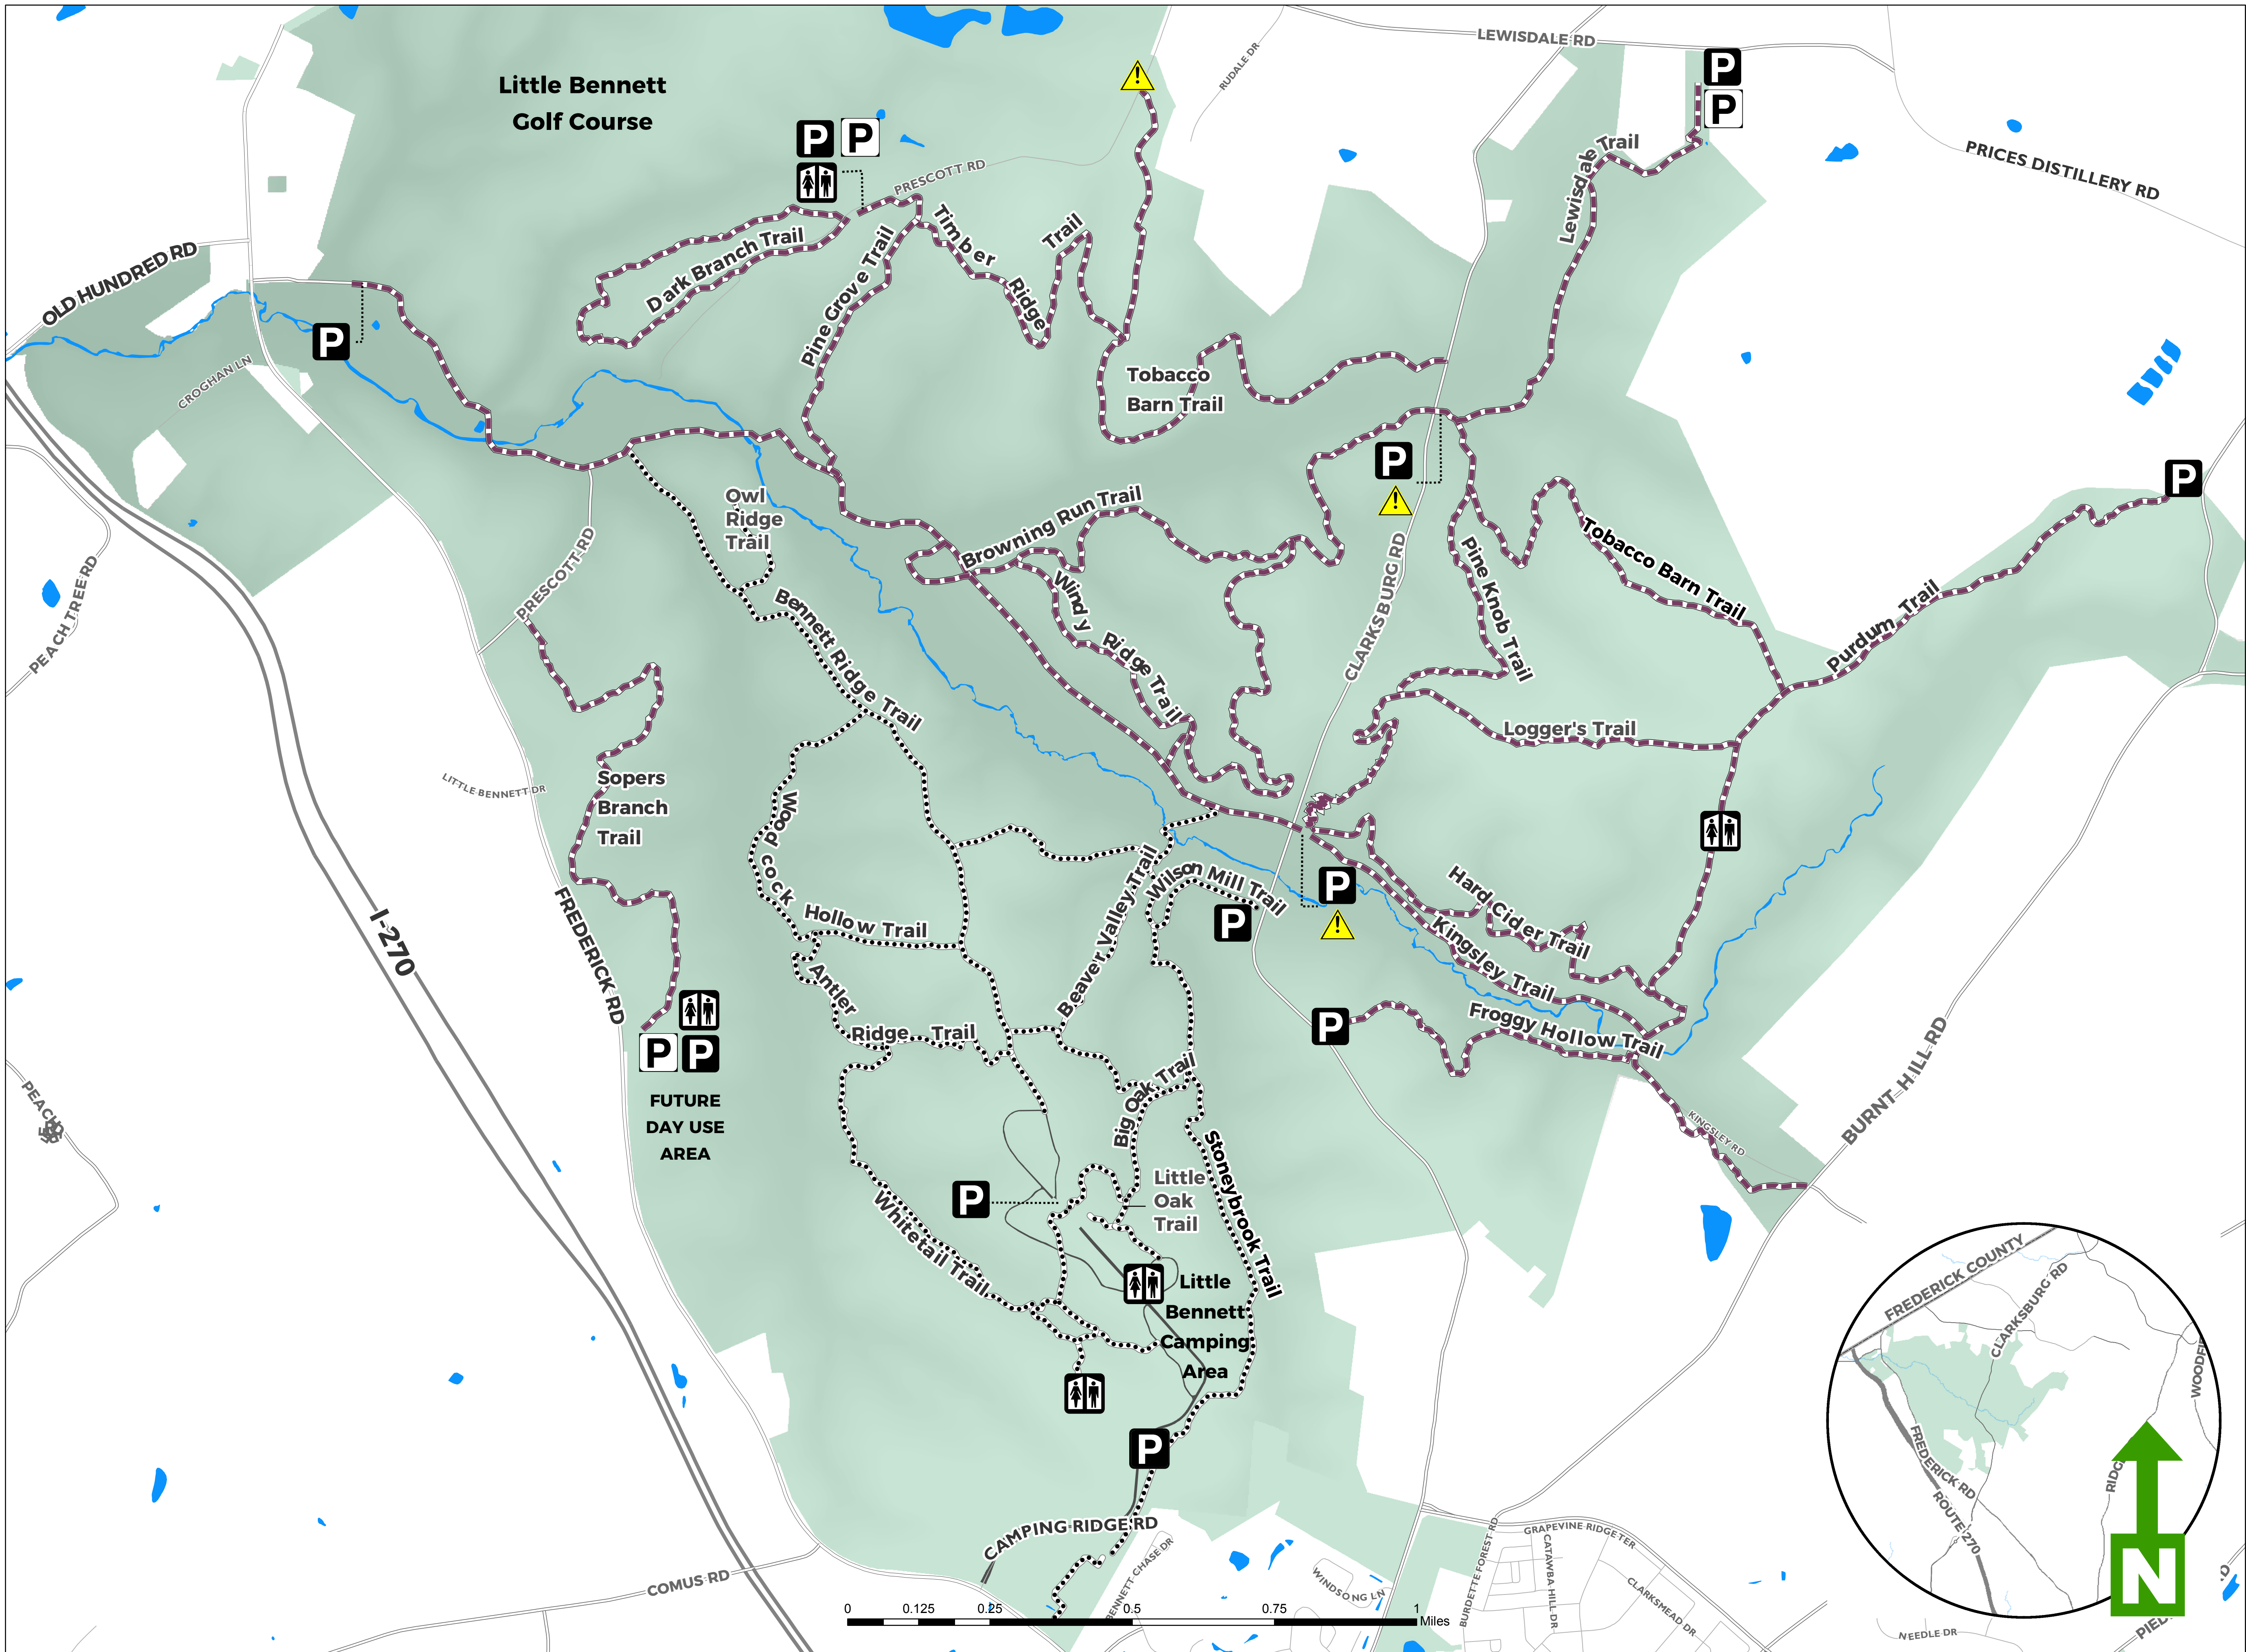 LEWISDALE RD
RUDALE DR
Little Bennett
Golf Course
P
P
P
P
PRESCOTT RD
Lewisdale Trail
PRICES DISTILLERY RD
OLD HUNDRED RD
Dark Branch Trail
Timber Ridge Trail
Pine Grove Trail
P
CROGHAN LN
Tobacco
Barn Trail
P
P
Owl
Ridge
Trail
Browning Run Trail
Tobacco Barn Trail
PEACH TREE RD
PRESCOTT RD
Windy Ridge Trail
CLARKSBURG RD
Pine Knob Trail
Purdum Trail
Bennett Ridge Trail
Logger's Trail
LITTLE BENNETT DR
Sopers
Branch
Trail
Woodcock Hollow Trail
Wilson Mill Trail
P
P
Beaver Valley Trail
Hard Cider Trail
Kingsley Trail
I-270
FREDERICK RD
Antler Ridge Trail
P
Froggy Hollow Trail
P
P
FUTURE
DAY USE
AREA
BURNT HILL RD
KINGSLEY RD
PEACH
Big Oak Trail
Stoneybrook Trail
P
Little
Oak
Trail
Whitetail Trail
Little
Bennett
Camping
Area
P
CAMPING RIDGE RD
BENNETT CHASE DR
COMUS RD
WINDSONG LN
BURDETTE FOREST RD
GRAPEVINE RIDGE TER
CATAWBA HILL DR
CLARKSMEAD DR
NEEDLE DR
0 0.125 0.25 0.5 0.75 1
Miles
FREDERICK COUNTY
CLARKSBURG RD
FREDERICK RD
ROUTE 270
N